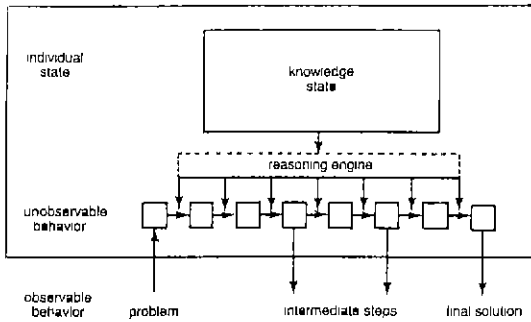 individual
state
knowledge
state
reasoning engine
unobservable
behavior
observable
behavior
problem
intermediate steps
final solution